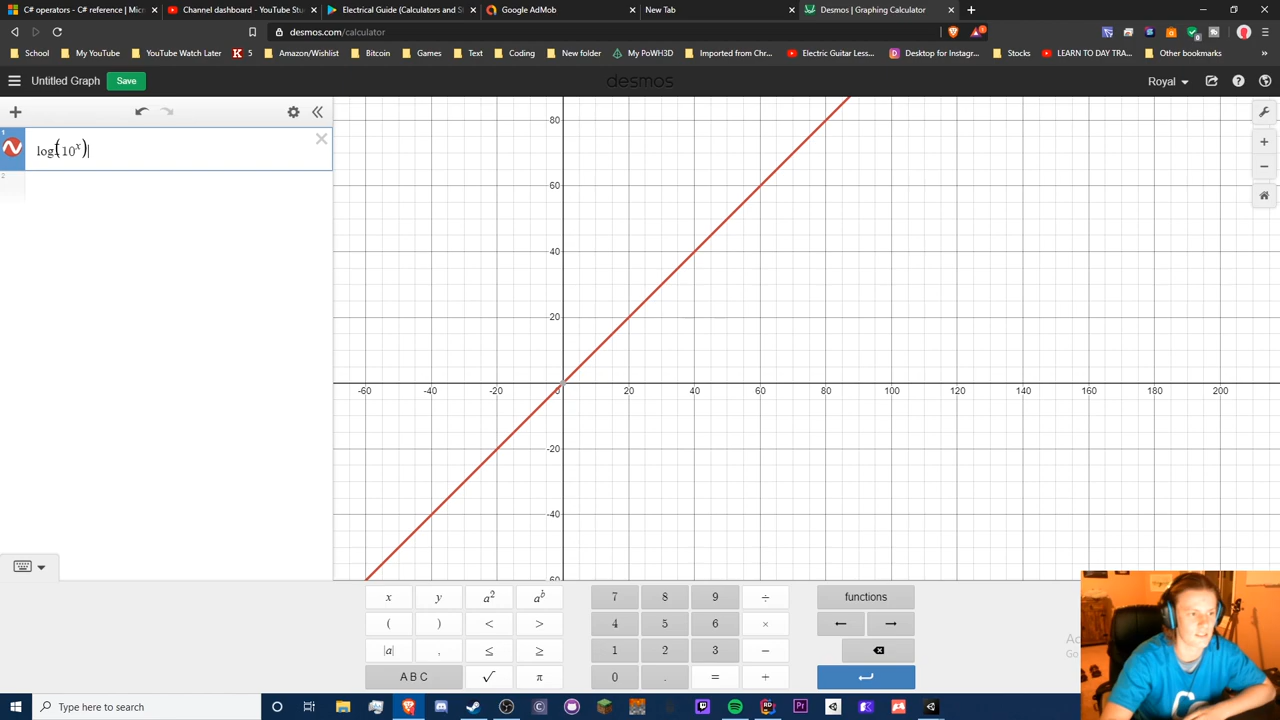 C# operators - C# reference | Mic
Channel dashboard - YouTube Stu
Electrical Guide (Calculators and S
Google AdMob
New Tab
Desmos | Graphing Calculator
desmos.com/calculator
School
My YouTube
YouTube Watch Later
5
Amazon/Wishlist
Bitcoin
Games
Text
Coding
New folder
My PoWH3D
Imported from Chr...
Electric Guitar Less...
Desktop for Instagr...
Stocks
LEARN TO DAY TRA...
Other bookmarks
Untitled Graph
Save
desmos
Royal
1
log(10^x)
2
80
60
40
20
0
-20
-40
-60 -40 -20 20 40 60 80 100 120 140 160 180 200
x y a² a^b 7 8 9 ÷ functions
( ) < > 4 5 6 × ← →
|a| , ≤ ≥ 1 2 3 −
A B C √ π 0 . = +
Type here to search